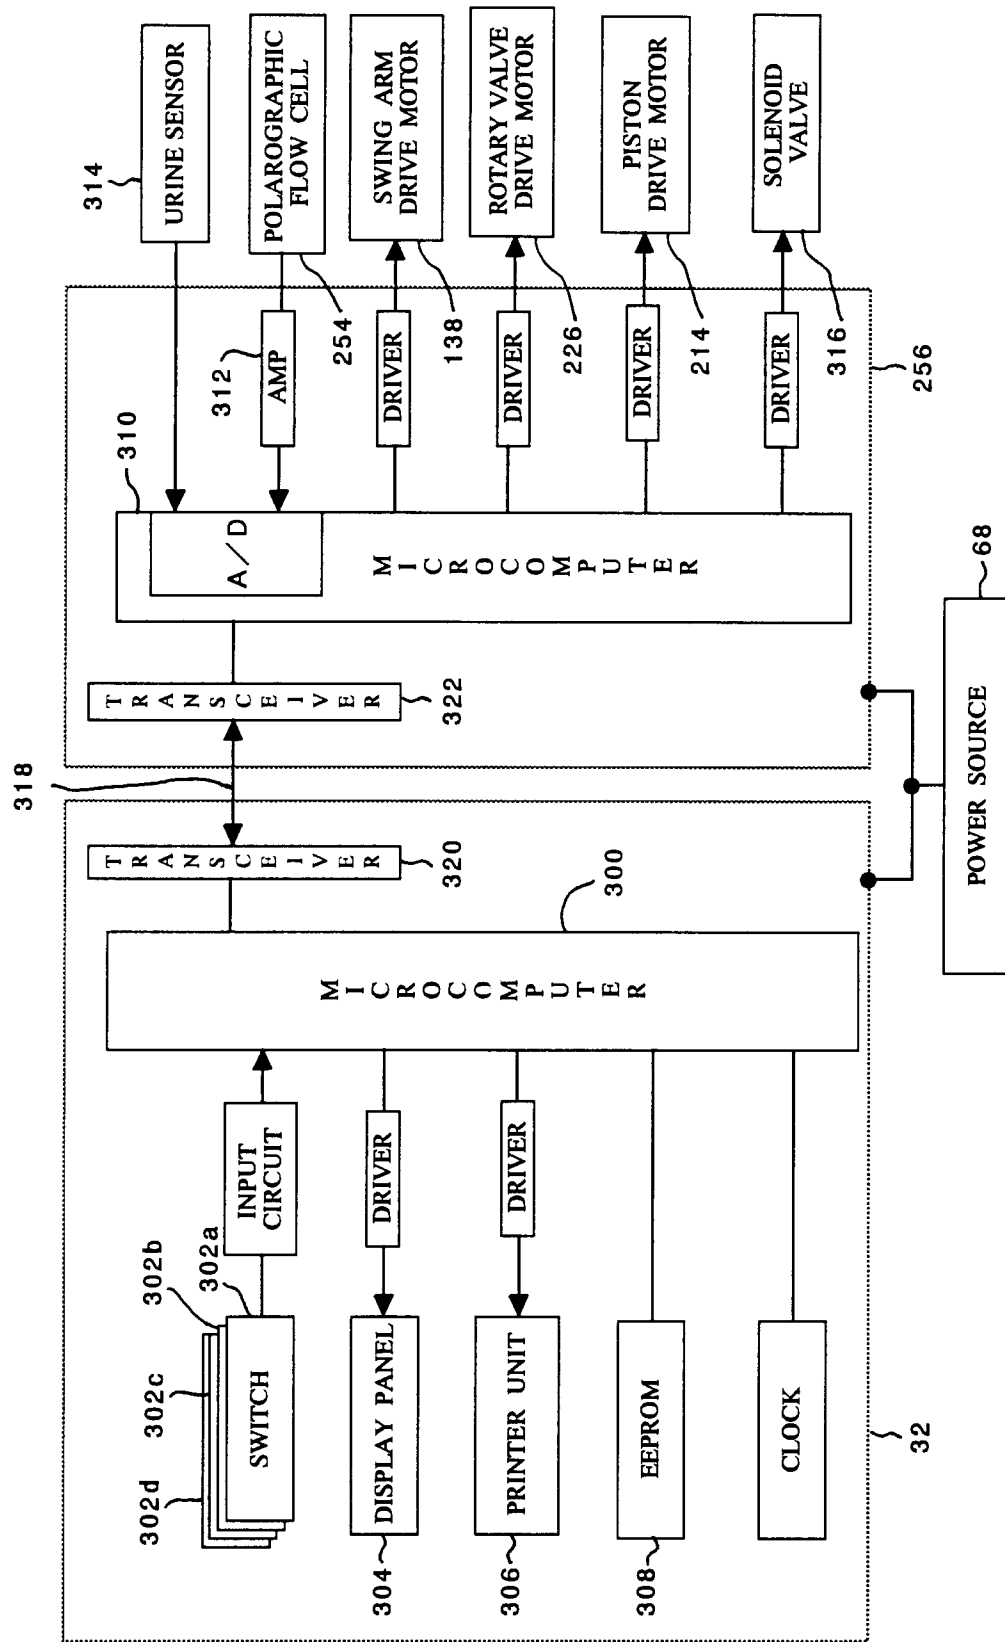 302d
302c
302b
302a
SWITCH
INPUT
CIRCUIT
304
DISPLAY PANEL
DRIVER
306
PRINTER UNIT
DRIVER
308
EEPROM
CLOCK
32
MICROCOMPUTER
300
TRANSCEIVER
320
318
TRANSCEIVER
322
310
A/D
MICROCOMPUTER
314
URINE SENSOR
312
AMP
POLAROGRAPHIC
FLOW CELL
254
DRIVER
SWING ARM
DRIVE MOTOR
138
DRIVER
ROTARY VALVE
DRIVE MOTOR
226
DRIVER
PISTON
DRIVE MOTOR
214
DRIVER
SOLENOID
VALVE
316
256
POWER SOURCE
68